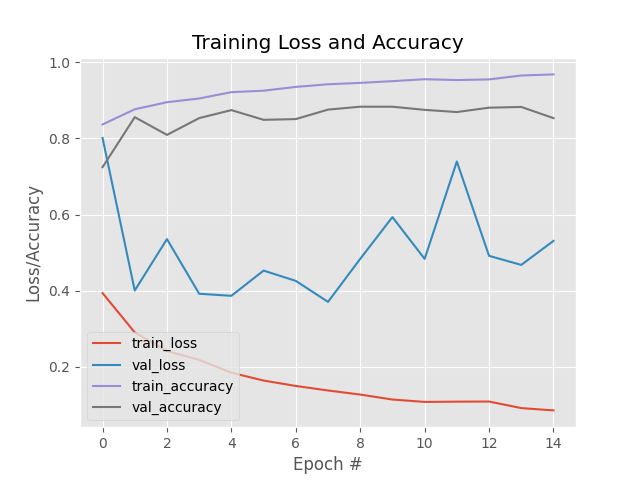 Training Loss and Accuracy
1.0
0.8
0.6
0.4
0.2
Loss/Accuracy
train_loss
val_loss
train_accuracy
val_accuracy
0 2 4 6 8 10 12 14
Epoch #